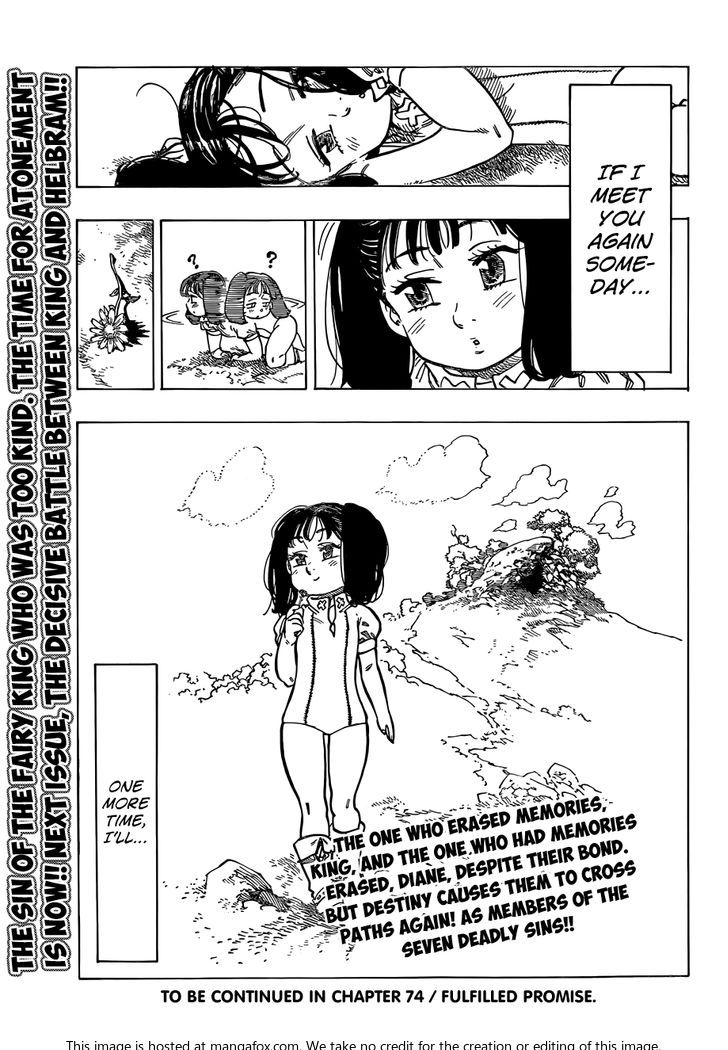 THE SIN OF THE FAIRY KING WHO WAS TOO KIND. THE TIME FOR ATONEMENT
IS NOW!! NEXT ISSUE, THE DECISIVE BATTLE BETWEEN KING AND HELBRAM!!
IF I
MEET
YOU
AGAIN
SOME-
DAY...
?
?
ONE
MORE
TIME,
I'LL...
...THE ONE WHO ERASED MEMORIES,
KING, AND THE ONE WHO HAD MEMORIES
ERASED, DIANE, DESPITE THEIR BOND.
BUT DESTINY CAUSES THEM TO CROSS
PATHS AGAIN! AS MEMBERS OF THE
SEVEN DEADLY SINS!!
TO BE CONTINUED IN CHAPTER 74 / FULFILLED PROMISE.
This image is hosted at mangafox.com. We take no credit for the creation or editing of this image.